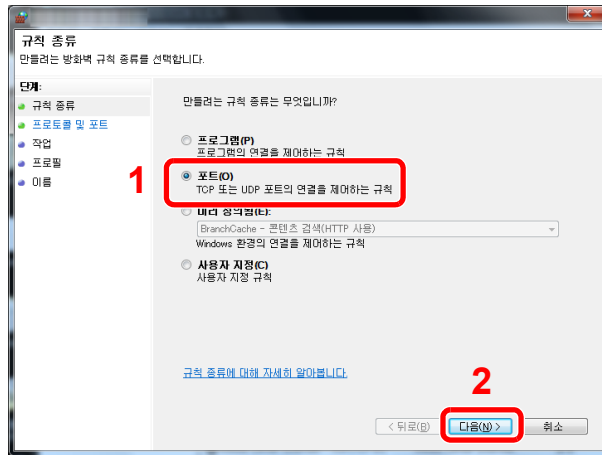 규칙 종류
만들려는 방화벽 규칙 종류를 선택합니다.
단계:
규칙 종류
프로토콜 및 포트
작업
프로필
이름
만들려는 규칙 종류는 무엇입니까?
프로그램(P)
프로그램의 연결을 제어하는 규칙
1
포트(O)
TCP 또는 UDP 포트의 연결을 제어하는 규칙
미리 정의됨(E):
BranchCache - 콘텐츠 검색(HTTP 사용)
Windows 환경의 연결을 제어하는 규칙
사용자 지정(C)
사용자 지정 규칙
규칙 종류에 대해 자세히 알아봅니다.
2
< 뒤로(B)
다음(N) >
취소